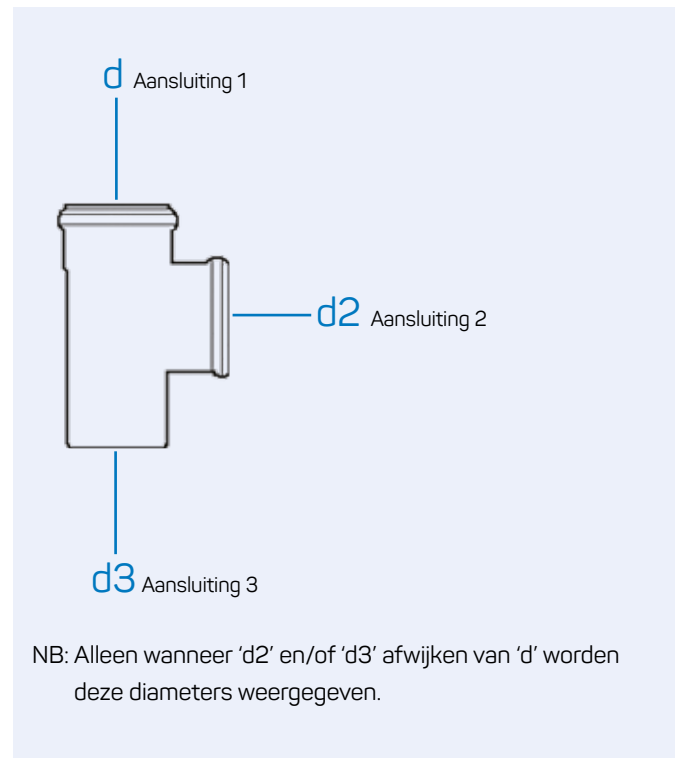 d Aansluiting 1
d2 Aansluiting 2
d3 Aansluiting 3
NB: Alleen wanneer ‘d2’ en/of ‘d3’ afwijken van ‘d’ worden
deze diameters weergegeven.